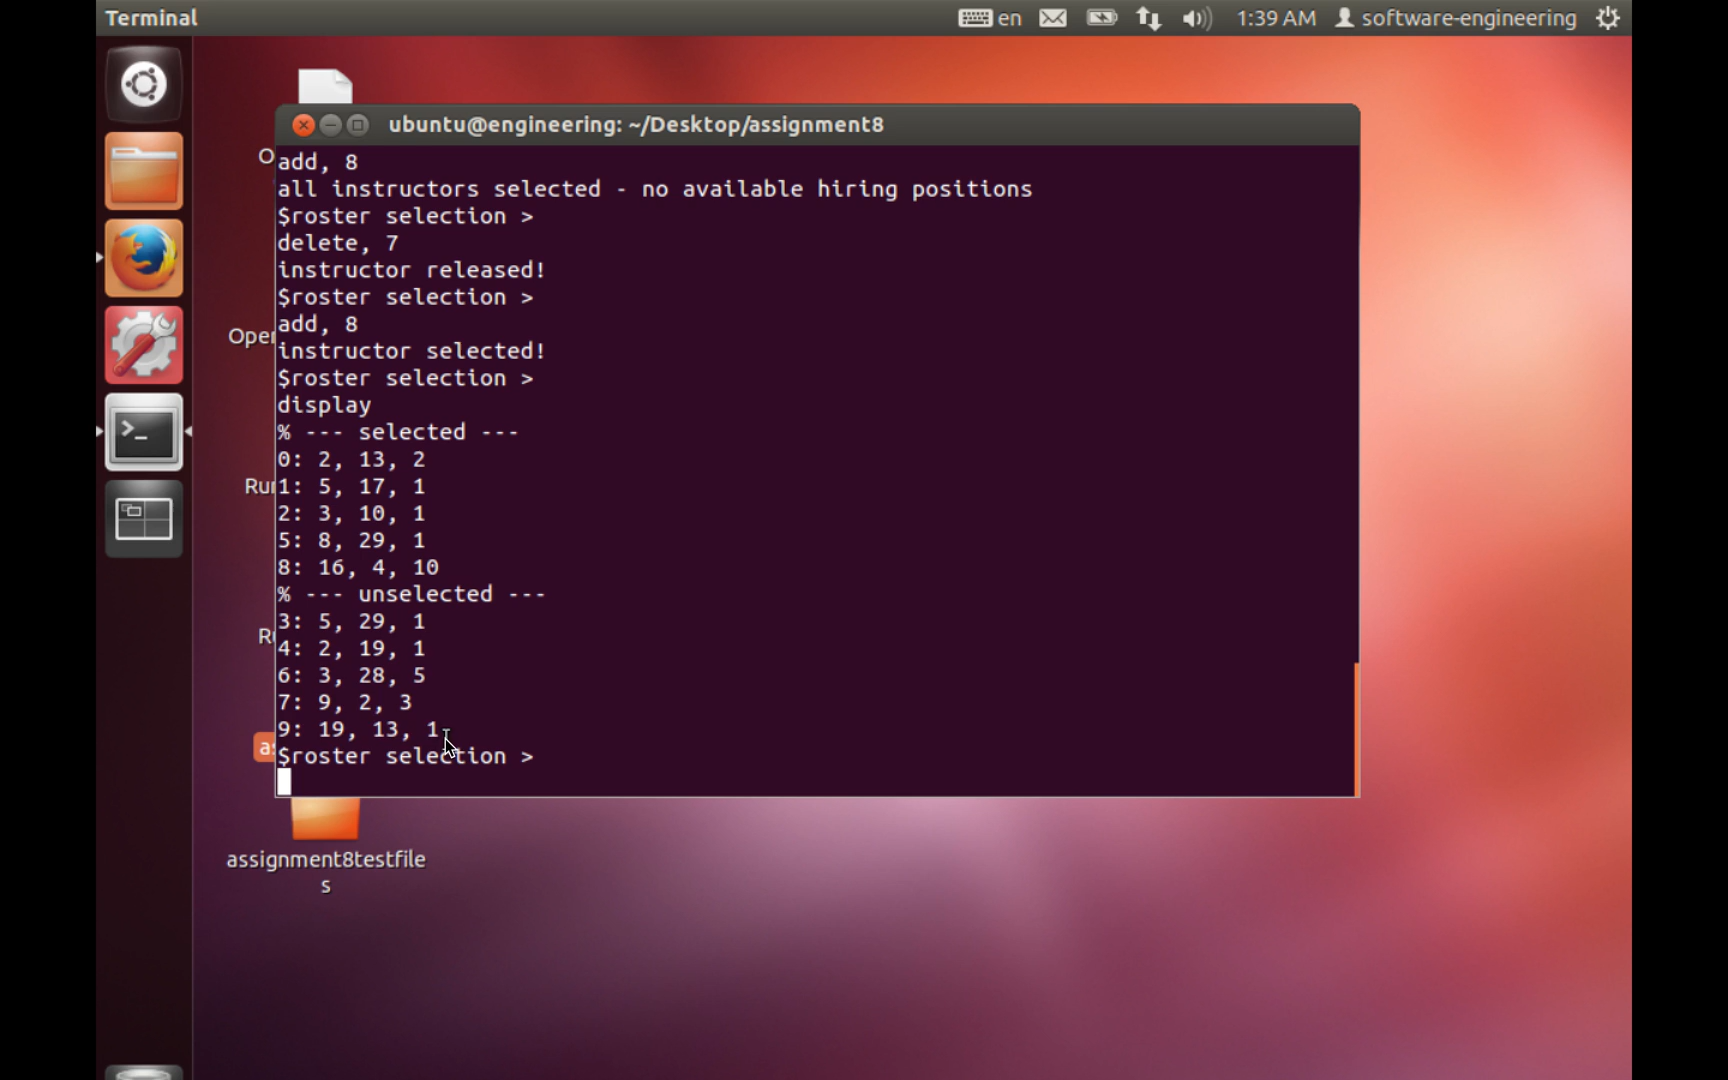 Terminal
en 1:39 AM software-engineering
ubuntu@engineering: ~/Desktop/assignment8
add, 8
all instructors selected - no available hiring positions
$roster selection >
delete, 7
instructor released!
$roster selection >
add, 8
instructor selected!
$roster selection >
display
% --- selected ---
0: 2, 13, 2
1: 5, 17, 1
2: 3, 10, 1
5: 8, 29, 1
8: 16, 4, 10
% --- unselected ---
3: 5, 29, 1
4: 2, 19, 1
6: 3, 28, 5
7: 9, 2, 3
9: 19, 13, 1
$roster selection >
assignment8testfile
s